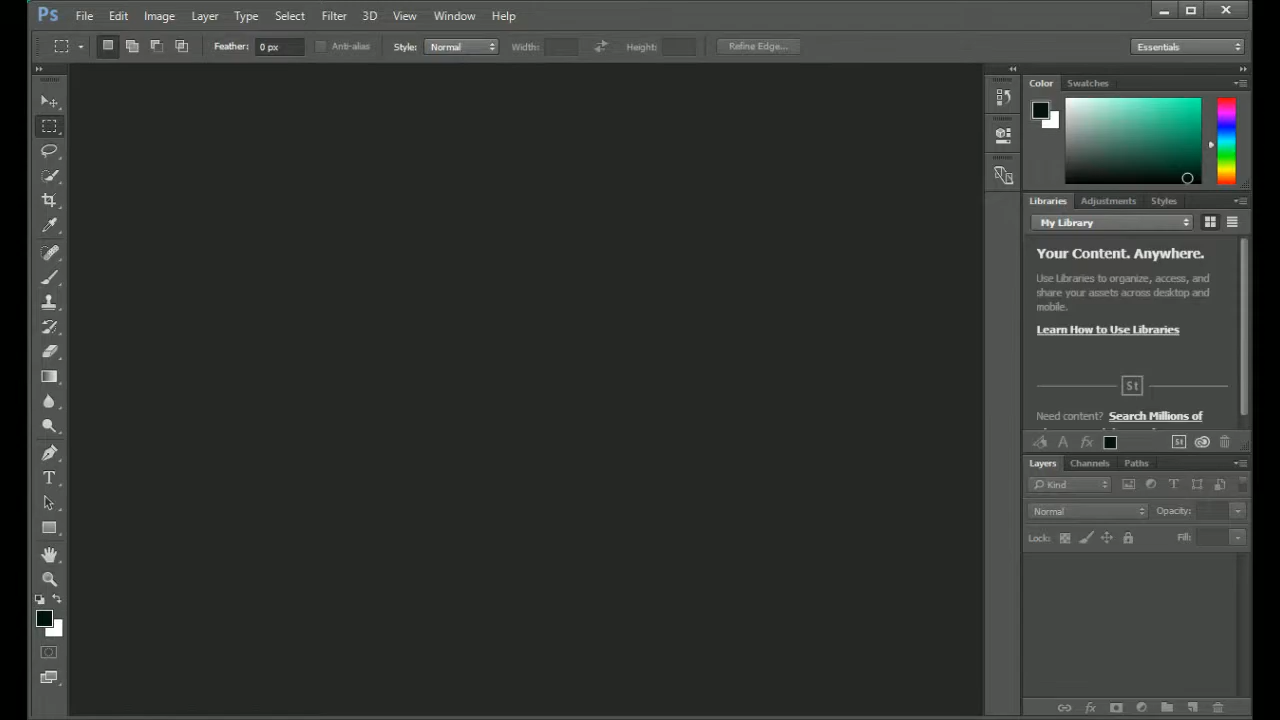 Ps File Edit Image Layer Type Select Filter 3D View Window Help
Feather: 0 px Anti-alias Style: Normal Width: Height: Refine Edge... Essentials
Color Swatches
Libraries Adjustments Styles
My Library
Your Content. Anywhere.
Use Libraries to organize, access, and
share your assets across desktop and
mobile.
Learn How to Use Libraries
St
Need content? Search Millions of
A fx St
Layers Channels Paths
Kind T
Normal Opacity:
Lock: Fill:
T
fx